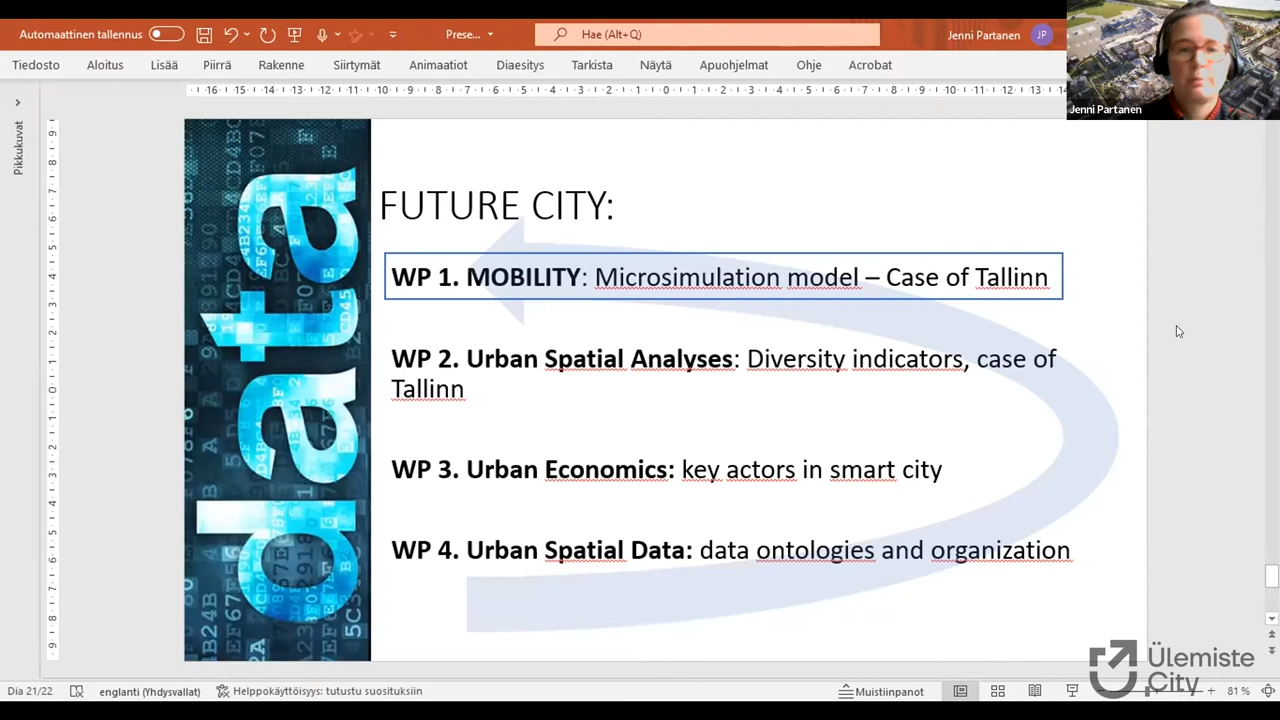 Automaattinen tallennus
Prese...
Hae (Alt+Q)
Jenni Partanen
JP
Tiedosto Aloitus Lisää Piirrä Rakenne Siirtymät Animaatiot Diaesitys Tarkista Näytä Apuohjelmat Ohje Acrobat
Jenni Partanen
Pikkukuvat
data
FUTURE CITY:
WP 1. MOBILITY: Microsimulation model – Case of Tallinn
WP 2. Urban Spatial Analyses: Diversity indicators, case of
Tallinn
WP 3. Urban Economics: key actors in smart city
WP 4. Urban Spatial Data: data ontologies and organization
Ülemiste
City
Dia 21/22 englanti (Yhdysvallat) Helppokäyttöisyys: tutustu suosituksiin Muistiinpanot 81 %